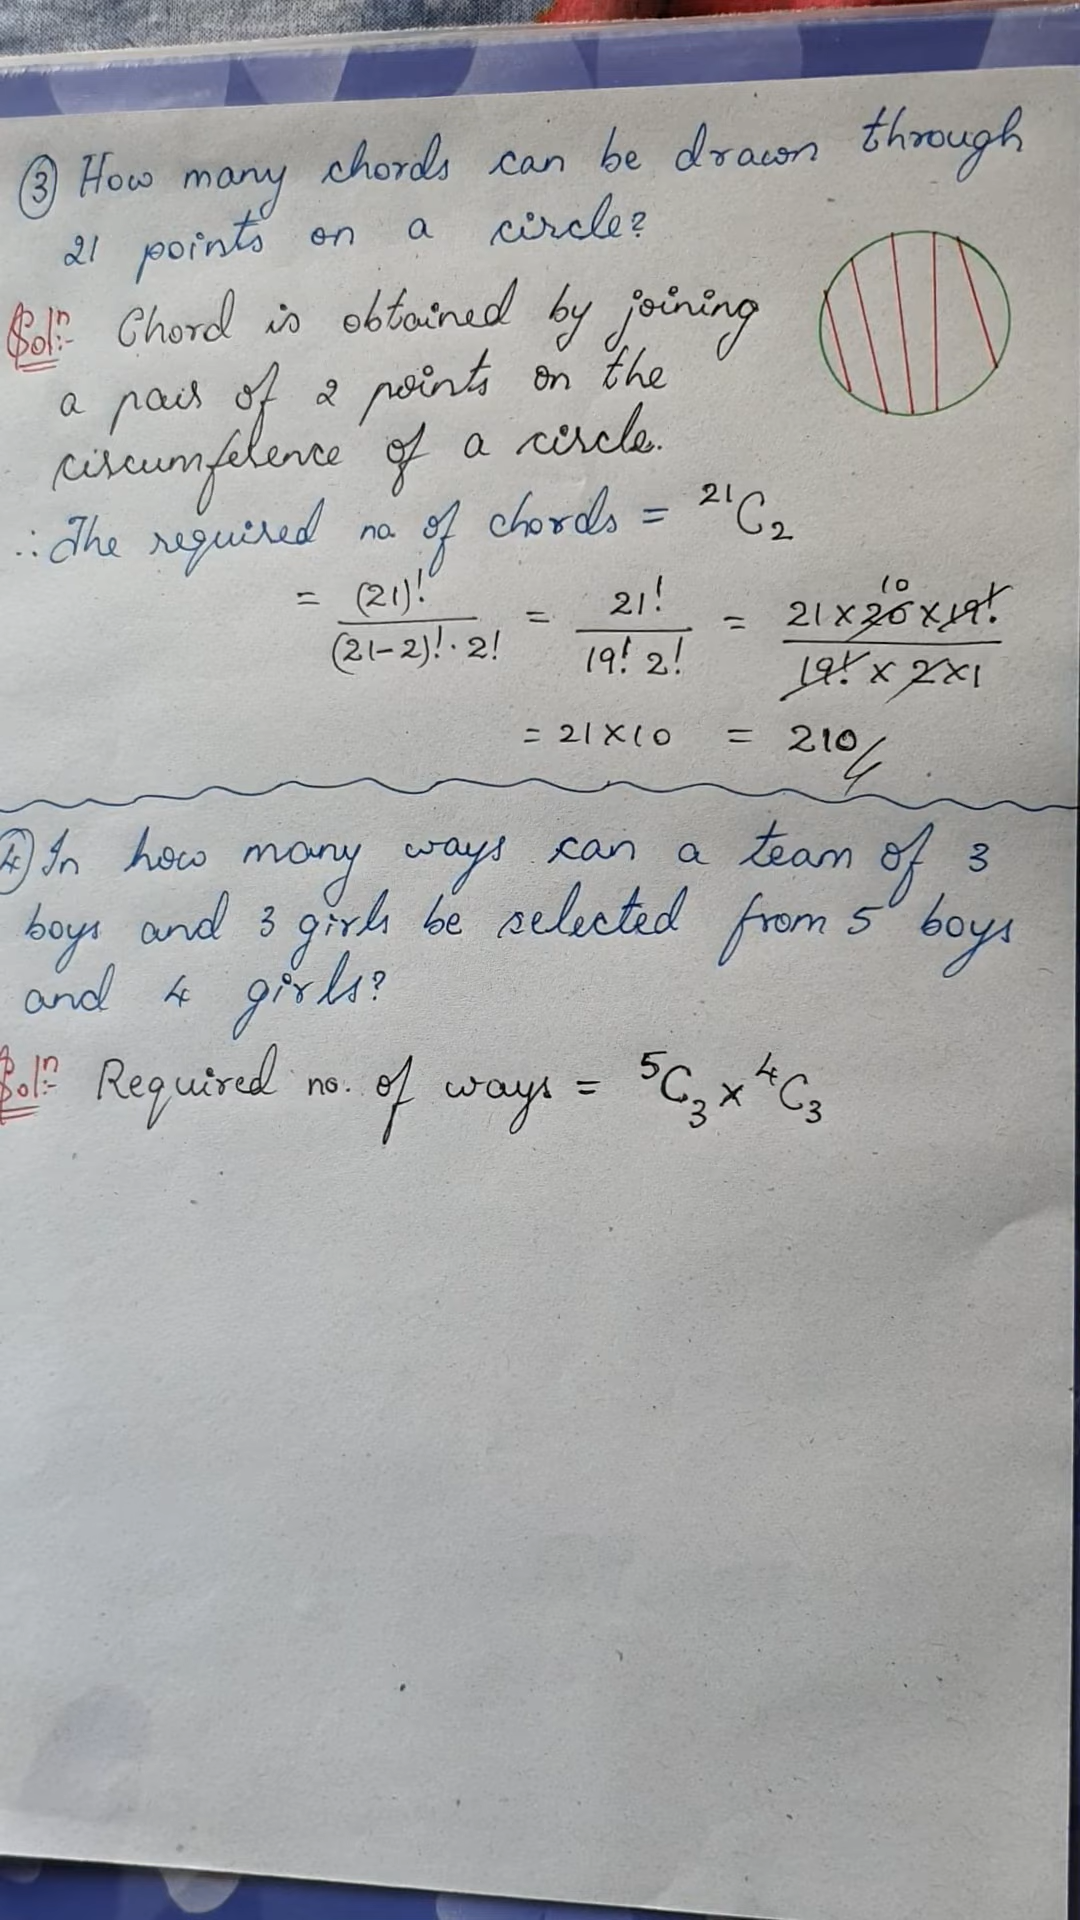 ③ How many chords can be drawn through
21 points on a circle?
Solⁿ:- Chord is obtained by joining
a pair of 2 points on the
circumference of a circle.
∴ The required no. of chords = ²¹C₂
= (21)!/(21-2)!·2! = 21!/19! 2! = 21×20×19!/19!×2×1 10
= 21×10 = 210//
④ In how many ways can a team of 3
boys and 3 girls be selected from 5 boys
and 4 girls?
Solⁿ:- Required no. of ways = ⁵C₃ × ⁴C₃